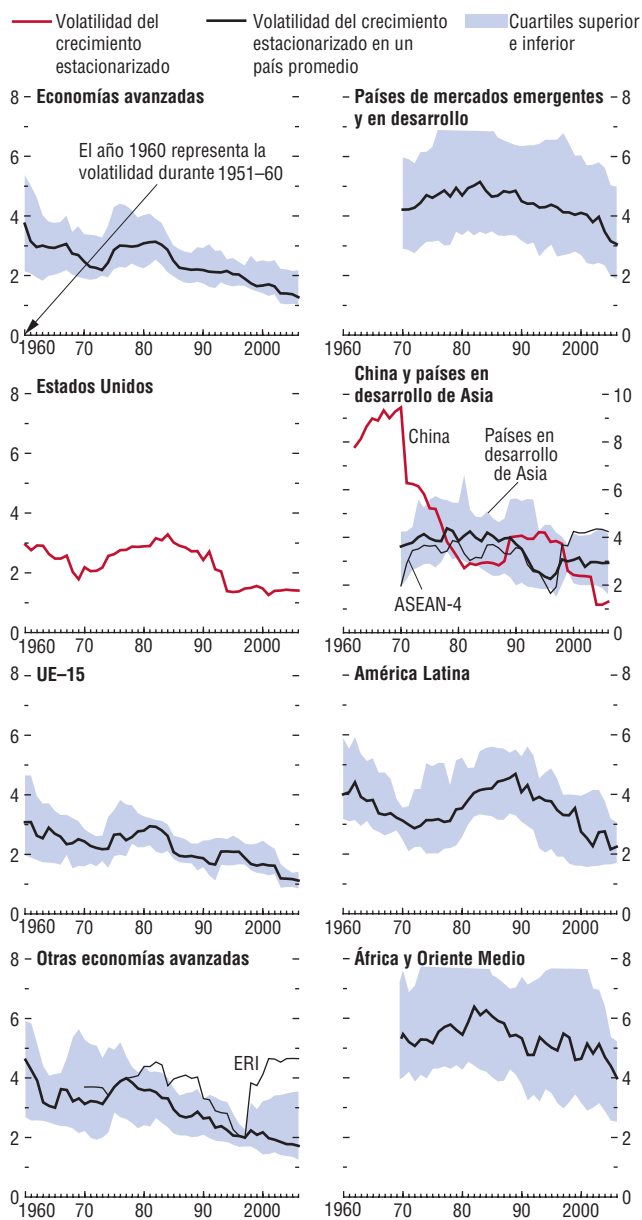 Volatilidad del
crecimiento
estacionarizado
Volatilidad del crecimiento
estacionarizado en un
país promedio
Cuartiles superior
e inferior
Economías avanzadas
El año 1960 representa la
volatilidad durante 1951–60
8
6
4
2
0
1960 70 80 90 2000
Países de mercados emergentes
y en desarrollo
8
6
4
2
0
1960 70 80 90 2000
Estados Unidos
8
6
4
2
0
1960 70 80 90 2000
China y países en
desarrollo de Asia
China
Países en
desarrollo
de Asia
ASEAN-4
10
8
6
4
2
0
1960 70 80 90 2000
UE–15
8
6
4
2
0
1960 70 80 90 2000
América Latina
8
6
4
2
0
1960 70 80 90 2000
Otras economías avanzadas
ERI
8
6
4
2
0
1960 70 80 90 2000
África y Oriente Medio
8
6
4
2
0
1960 70 80 90 2000